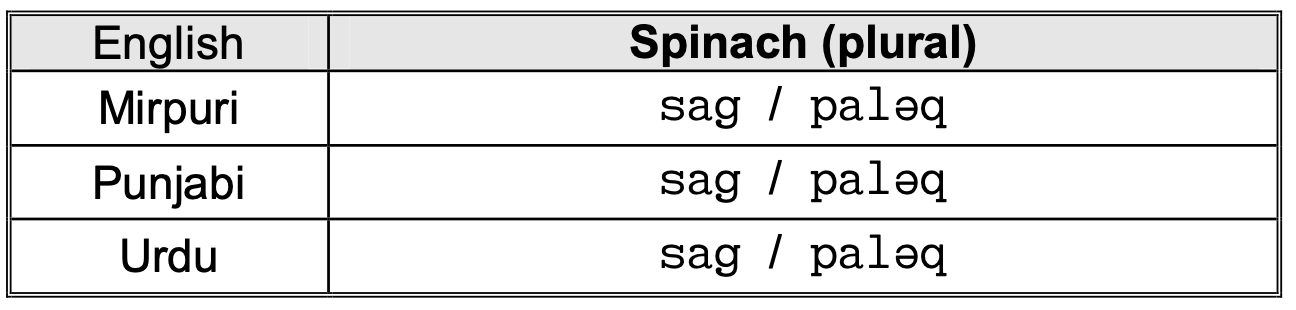 English Spinach (plural)
Mirpuri sag / paləq
Punjabi sag / paləq
Urdu sag / paləq